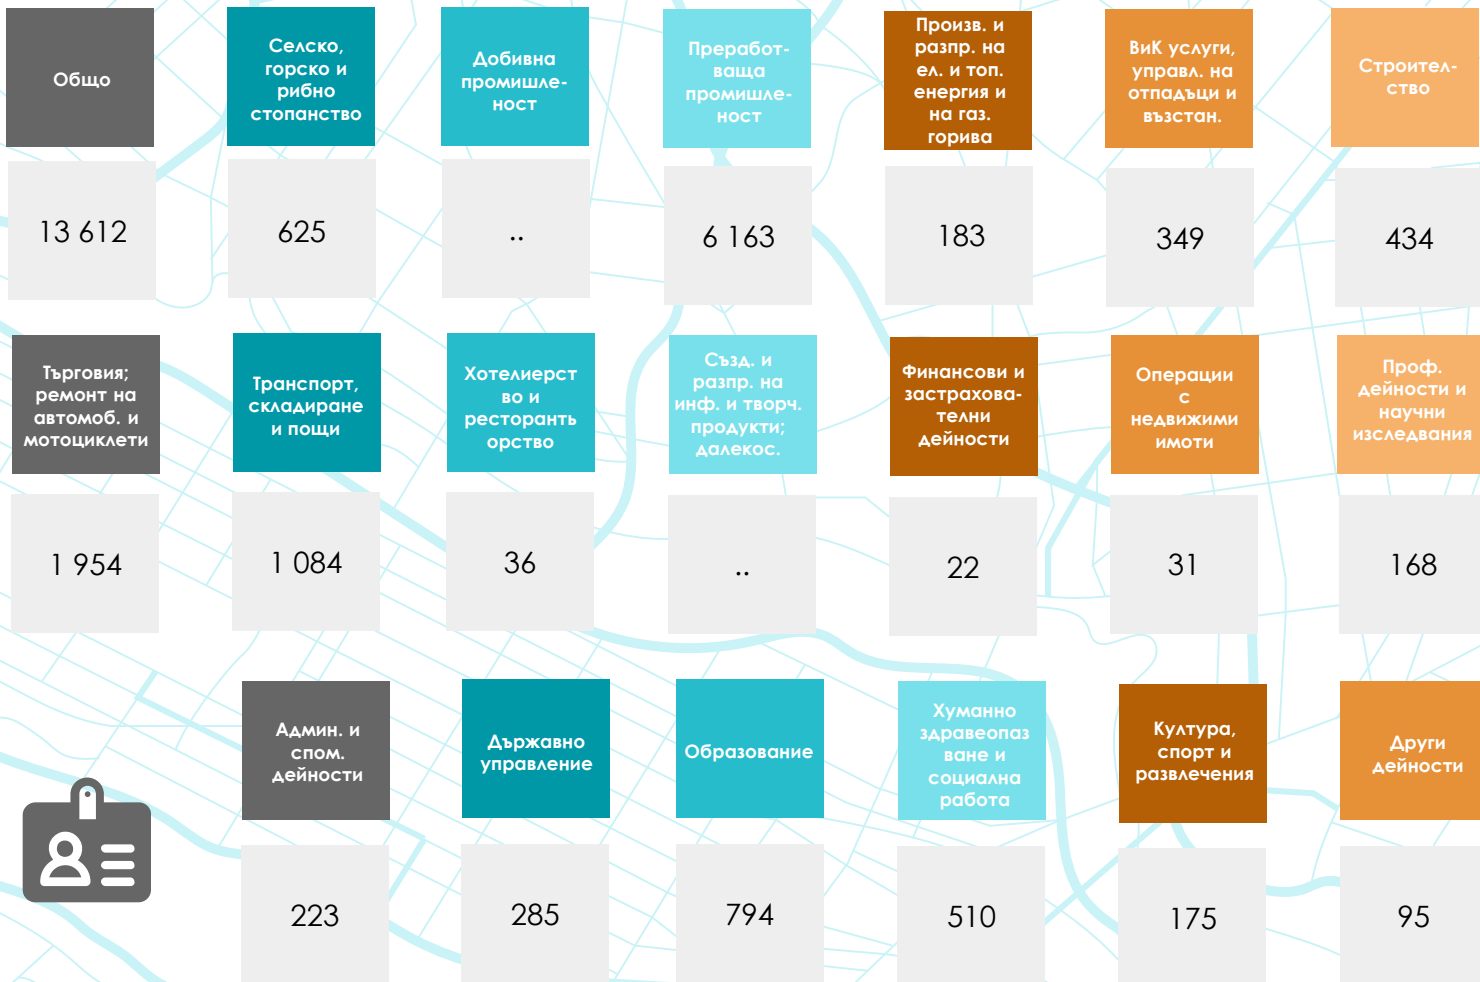 Общо
Селско,
горско и
рибно
стопанство
Добивна
промишле-
ност
Преработ-
ваща
промишле-
ност
Произв. и
разпр. на
ел. и топ.
енергия и
на газ.
горива
ВиК услуги,
управл. на
отпадъци и
възстан.
Строител-
ство
13 612
625
..
6 163
183
349
434
Търговия;
ремонт на
автомоб. и
мотоциклети
Транспорт,
складиране
и пощи
Хотелиерст
во и
ресторантъ
орство
Създ. и
разпр. на
инф. и творч.
продукти;
далекос.
Финансови и
застрахова-
телни
дейности
Операции
с
недвижими
имоти
Проф.
дейности и
научни
изследвания
1 954
1 084
36
..
22
31
168
Админ. и
спом.
дейности
Държавно
управление
Образование
Хуманно
здравеопаз
ване и
социална
работа
Култура,
спорт и
развлечения
Други
дейности
223
285
794
510
175
95